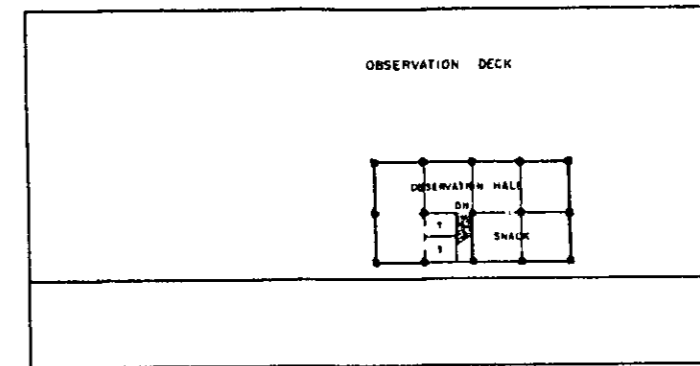 OBSERVATION DECK
OBSERVATION HALL
DN
T
SNACK
T